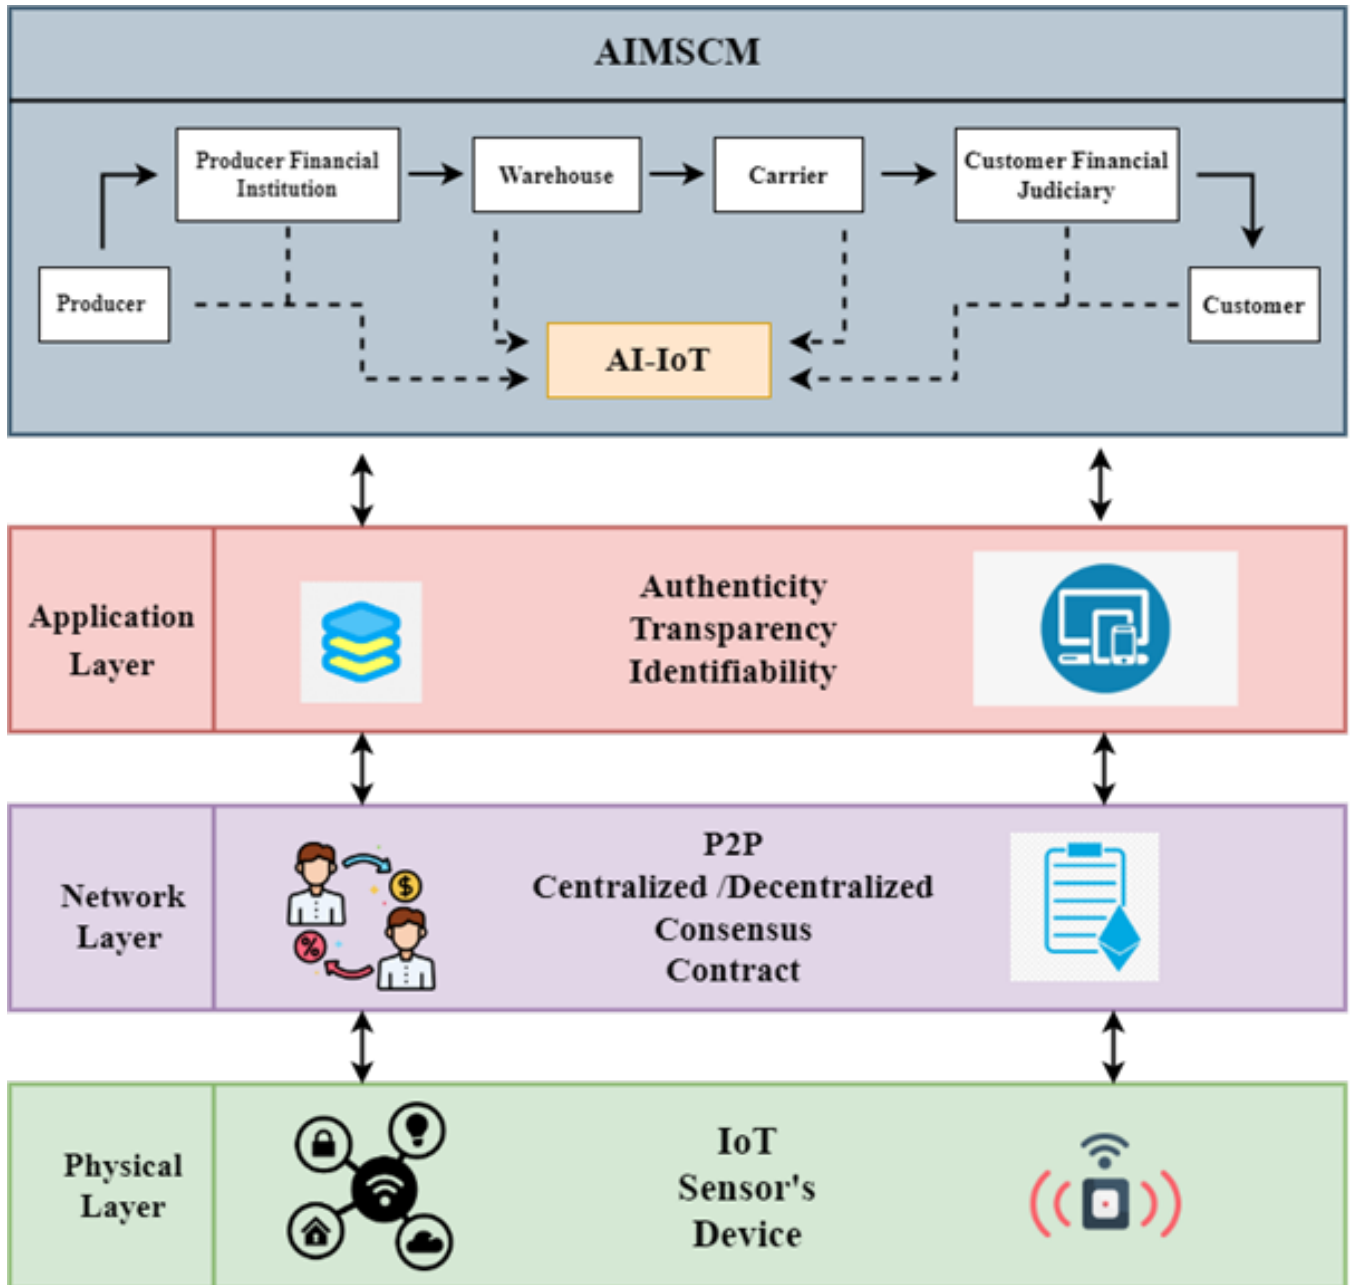 AIMSCM
Producer Financial
Institution
Warehouse
Carrier
Customer Financial
Judiciary
Producer
Customer
AI-IoT
Application
Layer
Authenticity
Transparency
Identifiability
Network
Layer
$
%
P2P
Centralized /Decentralized
Consensus
Contract
Physical
Layer
IoT
Sensor's
Device